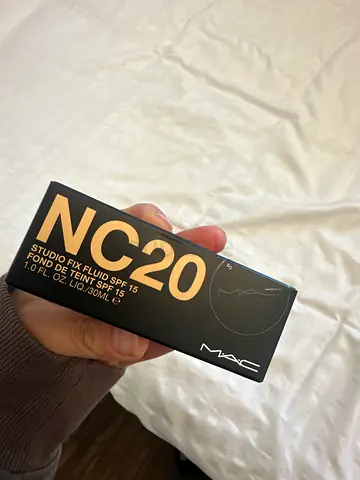 NC20
STUDIO FIX FLUID SPF 15
FOND DE TEINT SPF 15
1.0 FL. OZ. LIQ./30ML e
MAC
MAC